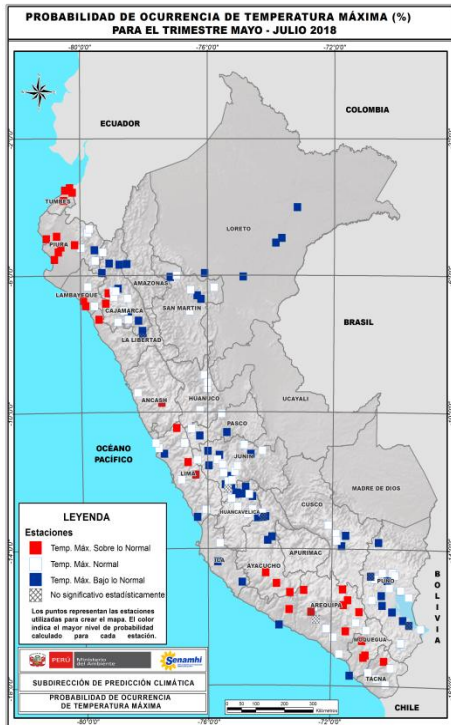 PROBABILIDAD DE OCURRENCIA DE TEMPERATURA MÁXIMA (%)
PARA EL TRIMESTRE MAYO - JULIO 2018
-80°0'0" -76°0'0" -72°0'0"
COLOMBIA
ECUADOR
TUMBES
LORETO
PIURA
AMAZONAS
LAMBAYEQUE
CAJAMARCA
SAN MARTIN
BRASIL
LA LIBERTAD
ANCASH
HUANUCO
UCAYALI
PASCO
OCÉANO
PACÍFICO
JUNIN
LIMA
MADRE DE DIOS
CUSCO
HUANCAVELICA
ICA
AYACUCHO
APURIMAC
PUNO
AREQUIPA
MOQUEGUA
TACNA
BOLIVIA
CHILE
LEYENDA
Estaciones
Temp. Máx. Sobre lo Normal
Temp. Máx. Normal
Temp. Máx. Bajo lo Normal
No significativo estadísticamente
Los puntos representan las estaciones
utilizadas para crear el mapa. El color
indica el mayor nivel de probabilidad
calculado para cada estación.
PERÚ Ministerio del Ambiente Senamhi
SUBDIRECCIÓN DE PREDICCIÓN CLIMÁTICA
PROBABILIDAD DE OCURRENCIA
DE TEMPERATURA MÁXIMA
Kilómetros
-80°0'0" -76°0'0" -72°0'0"